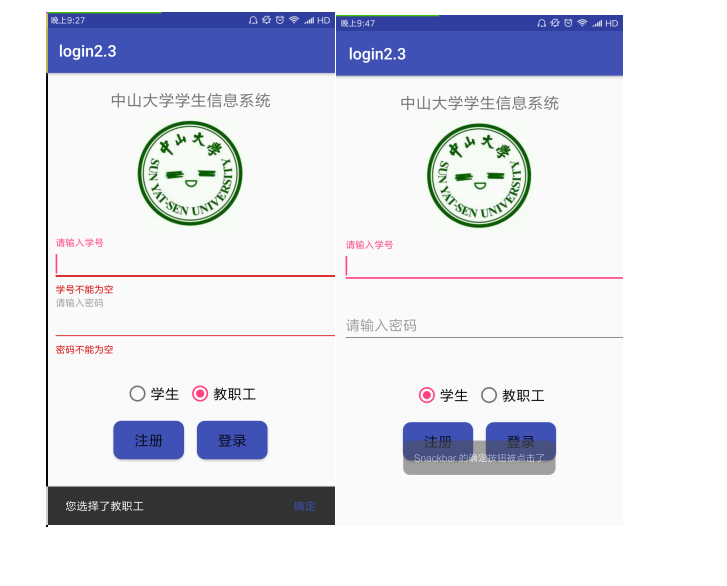 晚上9:27 HD
login2.3
中山大学学生信息系统
中山大学
SUN YAT-SEN UNIVERSITY
请输入学号
学号不能为空
请输入密码
密码不能为空
学生 教职工
注册 登录
您选择了教职工 确定
晚上9:47 HD
login2.3
中山大学学生信息系统
中山大学
SUN YAT-SEN UNIVERSITY
请输入学号
请输入密码
学生 教职工
注册 登录
Snackbar 的确定按钮被点击了